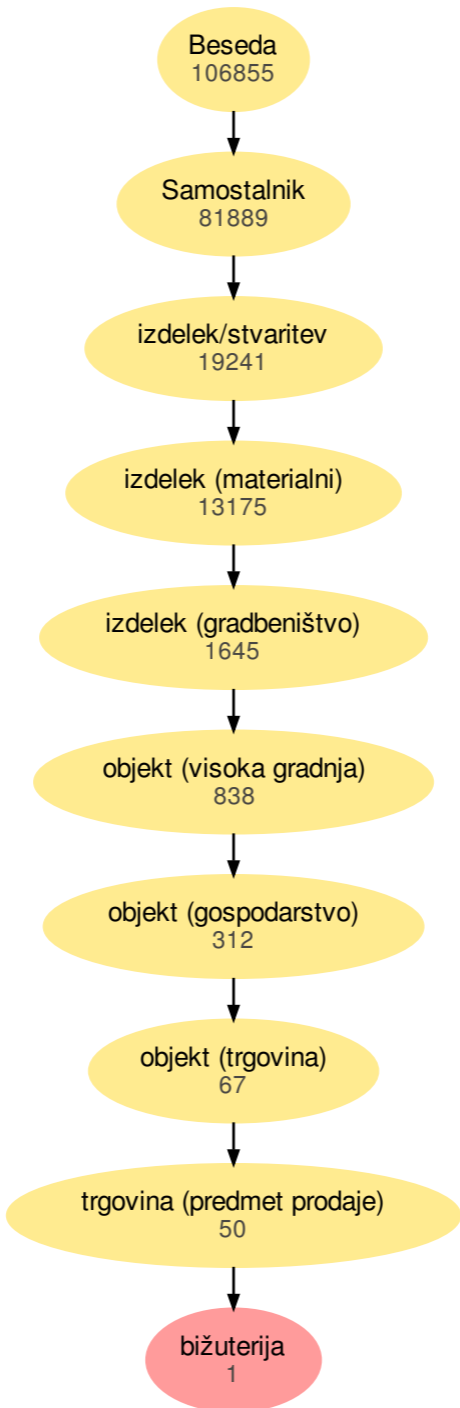 Beseda
106855
Samostalnik
81889
izdelek/stvaritev
19241
izdelek (materialni)
13175
izdelek (gradbeništvo)
1645
objekt (visoka gradnja)
838
objekt (gospodarstvo)
312
objekt (trgovina)
67
trgovina (predmet prodaje)
50
bižuterija
1